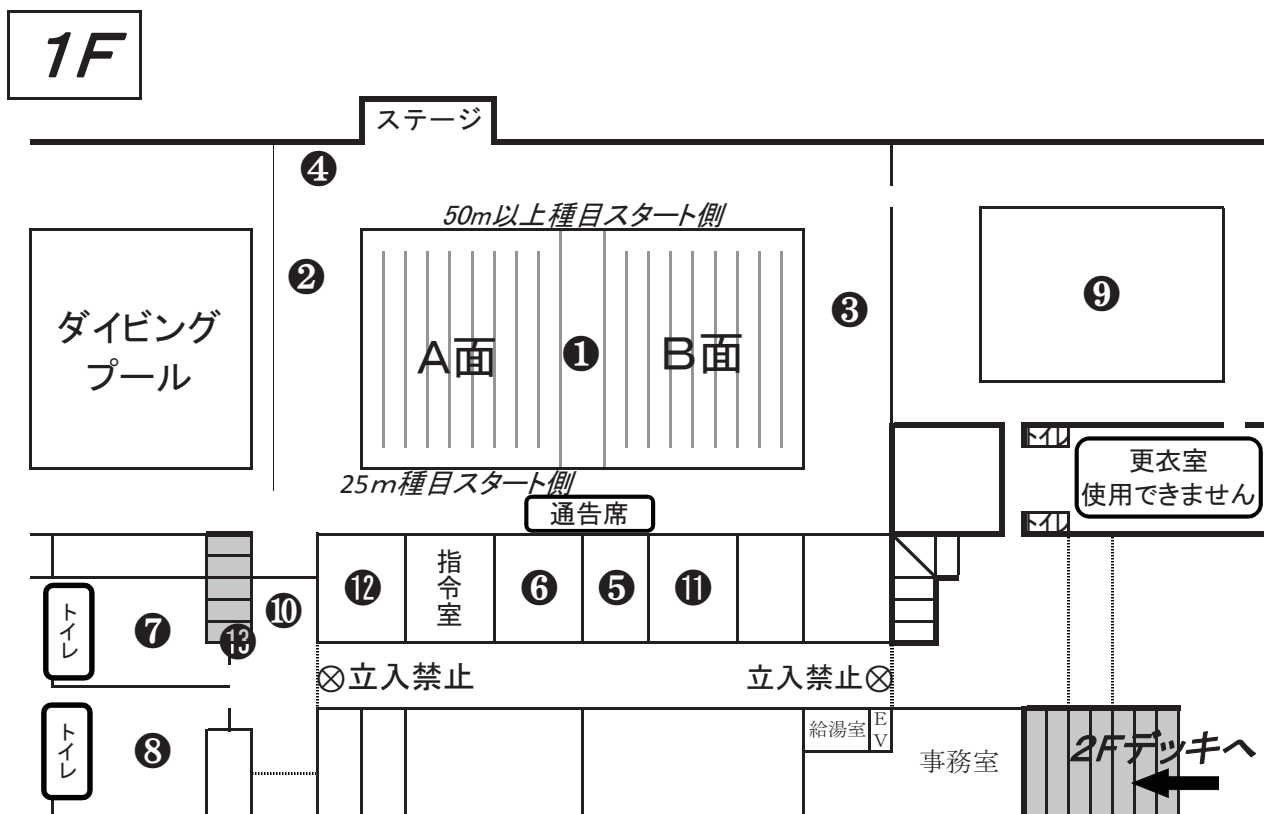 1F
ステージ
❹
50m以上種目スタート側
❷
❸
❾
ダイビング
プール
A面
❶
B面
25m種目スタート側
通告席
トイレ
更衣室
使用できません
トイレ
⓬
指令室
❻
❺
⓫
トイレ
❼
❿
⓭
⊗立入禁止
立入禁止⊗
トイレ
❽
給湯室
EV
事務室
2Fデッキへ